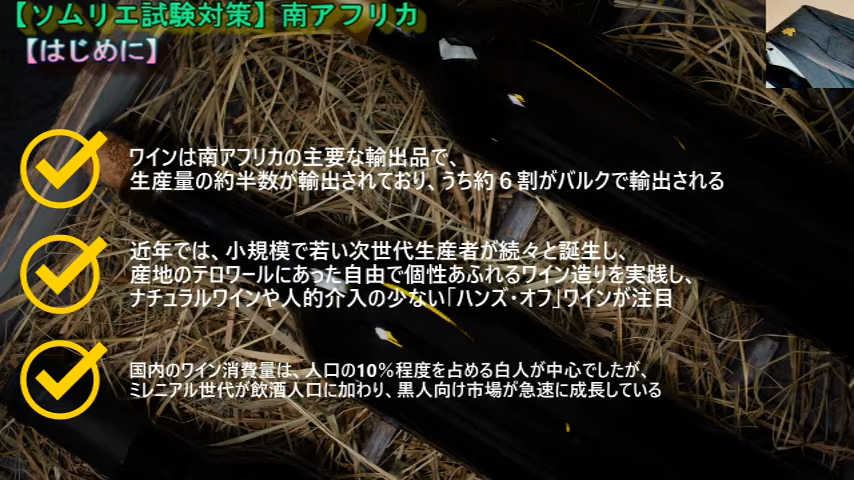 【ソムリエ試験対策】南アフリカ
【はじめに】
ワインは南アフリカの主要な輸出品で、
生産量の約半数が輸出されており、うち約６割がバルクで輸出される
近年では、小規模で若い次世代生産者が続々と誕生し、
産地のテロワールにあった自由で個性あふれるワイン造りを実践し、
ナチュラルワインや人的介入の少ない「ハンズ・オフ」ワインが注目
国内のワイン消費量は、人口の10％程度を占める白人が中心でしたが、
ミレニアル世代が飲酒人口に加わり、黒人向け市場が急速に成長している